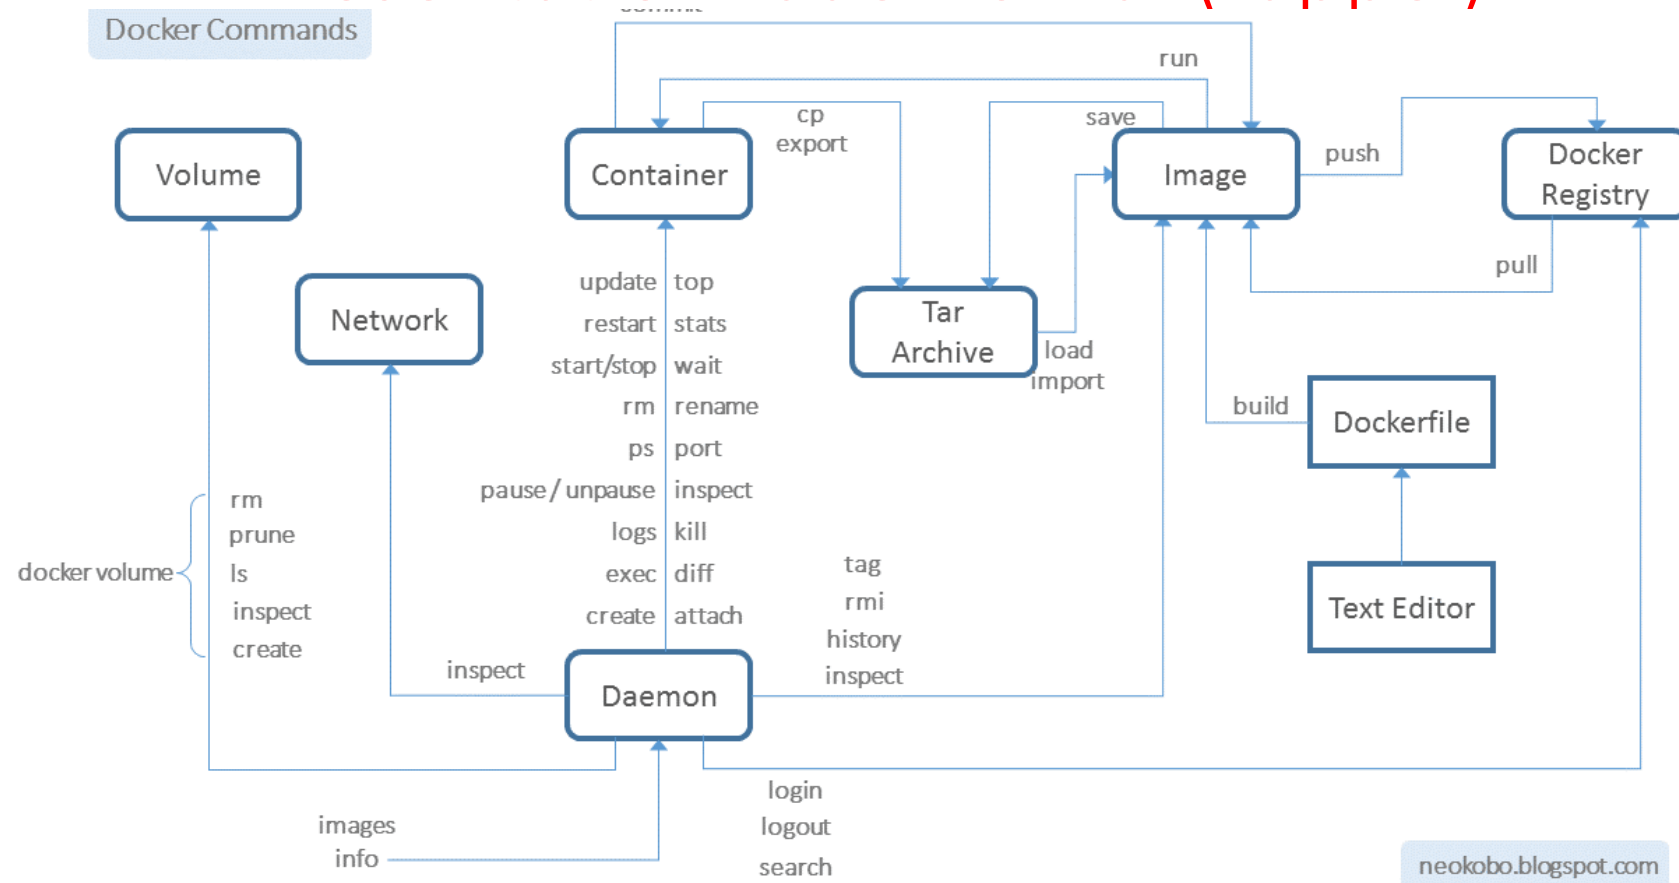 Docker Commands
commit
run
cp
export
save
push
Volume
Container
Image
Docker
Registry
pull
Network
update top
restart stats
start/stop wait
rm rename
ps port
pause / unpause inspect
logs kill
exec diff
create attach
Tar
Archive
load
import
build
Dockerfile
Text Editor
docker volume
rm
prune
ls
inspect
create
tag
rmi
history
inspect
inspect
Daemon
login
logout
search
images
info
neokobo.blogspot.com